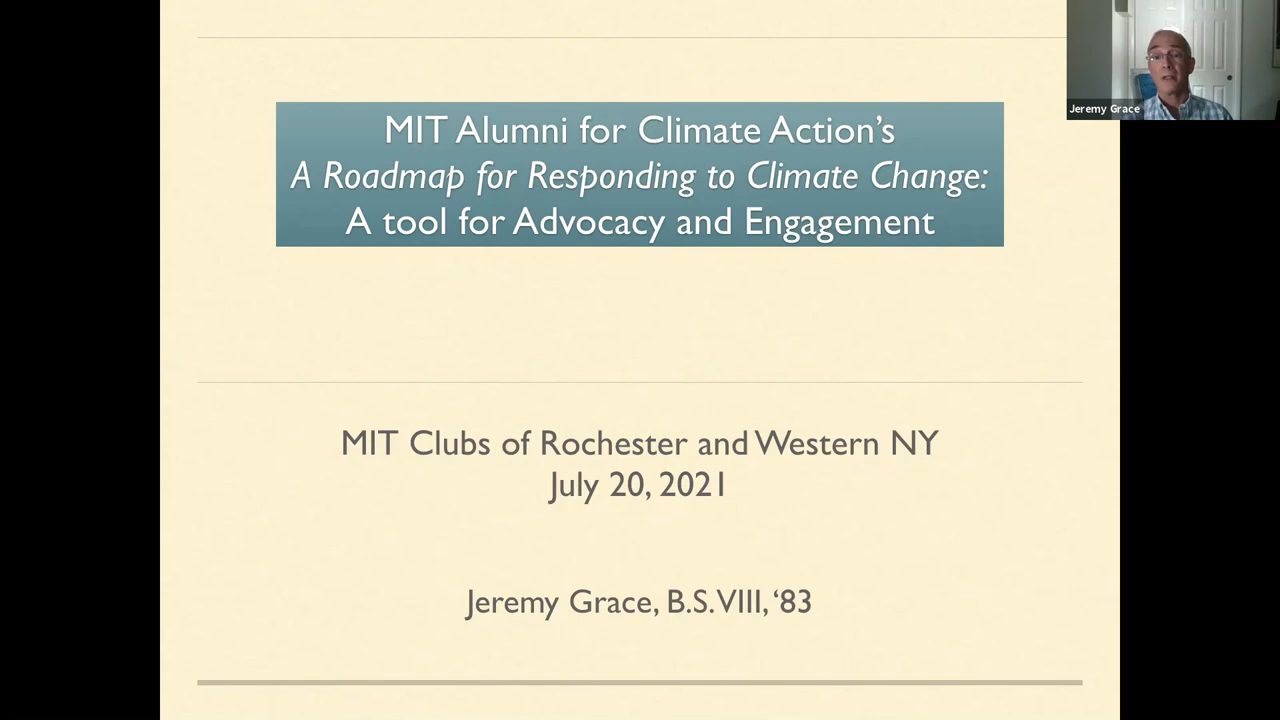 MIT Alumni for Climate Action’s
A Roadmap for Responding to Climate Change:
A tool for Advocacy and Engagement
MIT Clubs of Rochester and Western NY
July 20, 2021
Jeremy Grace, B.S. VIII, ‘83
Jeremy Grace